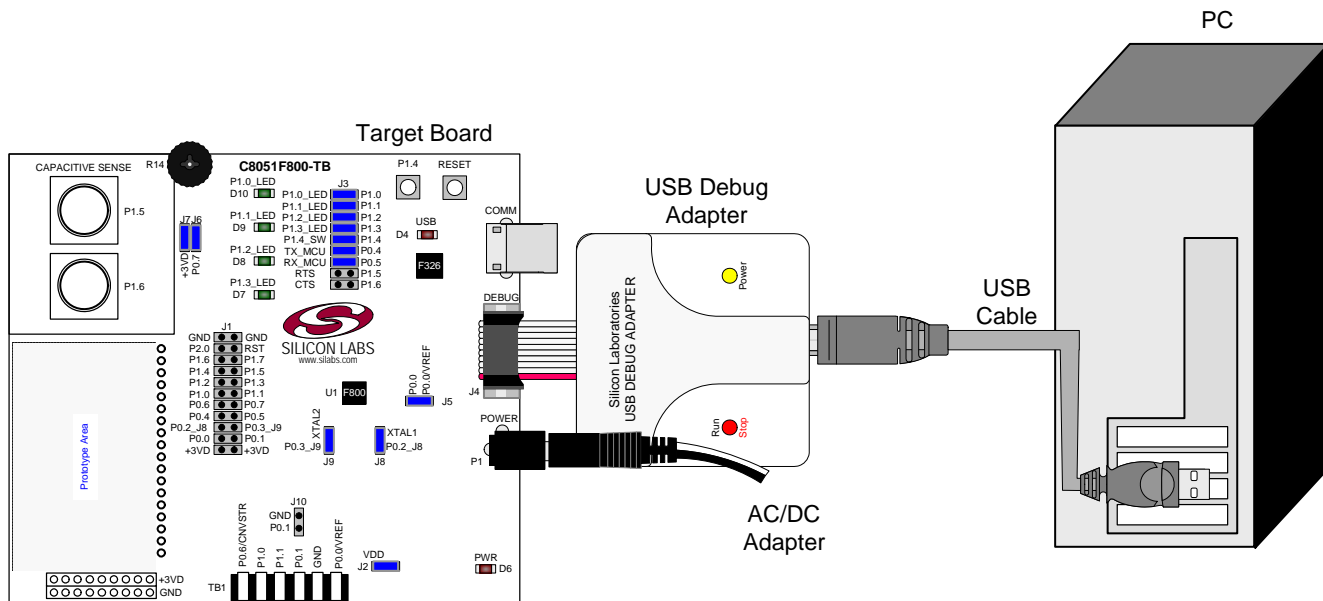 PC
Target Board
CAPACITIVE SENSE
R14
C8051F800-TB
P1.4
RESET
P1.5
P1.6
J7
J6
+3VD
P0.7
P1.0_LED
D10
P1.1_LED
D9
P1.2_LED
D8
P1.3_LED
D7
J3
P1.0_LED P1.0
P1.1_LED P1.1
P1.2_LED P1.2
P1.3_LED P1.3
P1.4_SW P1.4
TX_MCU P0.4
RX_MCU P0.5
RTS P1.5
CTS P1.6
USB
D4
F326
COMM
DEBUG
J4
USB Debug
Adapter
Silicon Laboratories
USB DEBUG ADAPTER
Power
Run
Stop
USB
Cable
SILICON LABS
www.silabs.com
J1
GND GND
P2.0 RST
P1.6 P1.7
P1.4 P1.5
P1.2 P1.3
P1.0 P1.1
P0.6 P0.7
P0.4 P0.5
P0.2_J8 P0.3_J9
P0.0 P0.1
+3VD +3VD
U1
F800
P0.0
P0.0/VREF
J5
XTAL2
P0.3_J9
J9
XTAL1
P0.2_J8
J8
POWER
P1
AC/DC
Adapter
Prototype Area
J10
GND
P0.1
P0.6/CNVSTR
P1.0
P1.1
P0.1
GND
P0.0/VREF
TB1
VDD
J2
PWR
D6
+3VD
GND